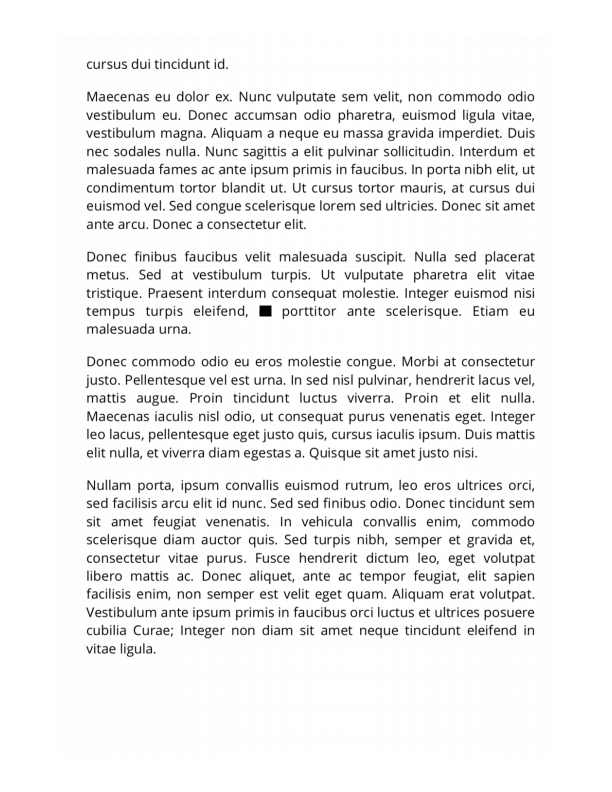 cursus dui tincidunt id.
Maecenas eu dolor ex. Nunc vulputate sem velit, non commodo odio
vestibulum eu. Donec accumsan odio pharetra, euismod ligula vitae,
vestibulum magna. Aliquam a neque eu massa gravida imperdiet. Duis
nec sodales nulla. Nunc sagittis a elit pulvinar sollicitudin. Interdum et
malesuada fames ac ante ipsum primis in faucibus. In porta nibh elit, ut
condimentum tortor blandit ut. Ut cursus tortor mauris, at cursus dui
euismod vel. Sed congue scelerisque lorem sed ultricies. Donec sit amet
ante arcu. Donec a consectetur elit.
Donec finibus faucibus velit malesuada suscipit. Nulla sed placerat
metus. Sed at vestibulum turpis. Ut vulputate pharetra elit vitae
tristique. Praesent interdum consequat molestie. Integer euismod nisi
tempus turpis eleifend, porttitor ante scelerisque. Etiam eu
malesuada urna.
Donec commodo odio eu eros molestie congue. Morbi at consectetur
justo. Pellentesque vel est urna. In sed nisl pulvinar, hendrerit lacus vel,
mattis augue. Proin tincidunt luctus viverra. Proin et elit nulla.
Maecenas iaculis nisl odio, ut consequat purus venenatis eget. Integer
leo lacus, pellentesque eget justo quis, cursus iaculis ipsum. Duis mattis
elit nulla, et viverra diam egestas a. Quisque sit amet justo nisi.
Nullam porta, ipsum convallis euismod rutrum, leo eros ultrices orci,
sed facilisis arcu elit id nunc. Sed sed finibus odio. Donec tincidunt sem
sit amet feugiat venenatis. In vehicula convallis enim, commodo
scelerisque diam auctor quis. Sed turpis nibh, semper et gravida et,
consectetur vitae purus. Fusce hendrerit dictum leo, eget volutpat
libero mattis ac. Donec aliquet, ante ac tempor feugiat, elit sapien
facilisis enim, non semper est velit eget quam. Aliquam erat volutpat.
Vestibulum ante ipsum primis in faucibus orci luctus et ultrices posuere
cubilia Curae; Integer non diam sit amet neque tincidunt eleifend in
vitae ligula.